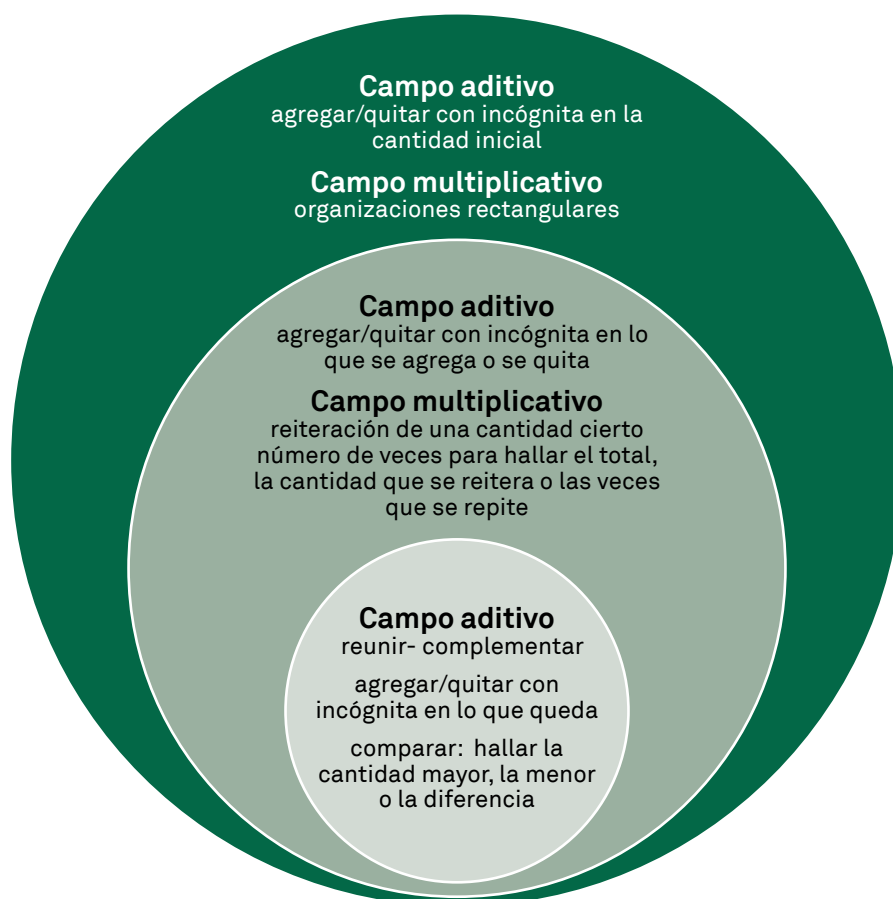 Campo aditivo
agregar/quitar con incógnita en la
cantidad inicial
Campo multiplicativo
organizaciones rectangulares
Campo aditivo
agregar/quitar con incógnita en lo
que se agrega o se quita
Campo multiplicativo
reiteración de una cantidad cierto
número de veces para hallar el total,
la cantidad que se reitera o las veces
que se repite
Campo aditivo
reunir- complementar
agregar/quitar con
incógnita en lo que queda
comparar: hallar la
cantidad mayor, la menor
o la diferencia